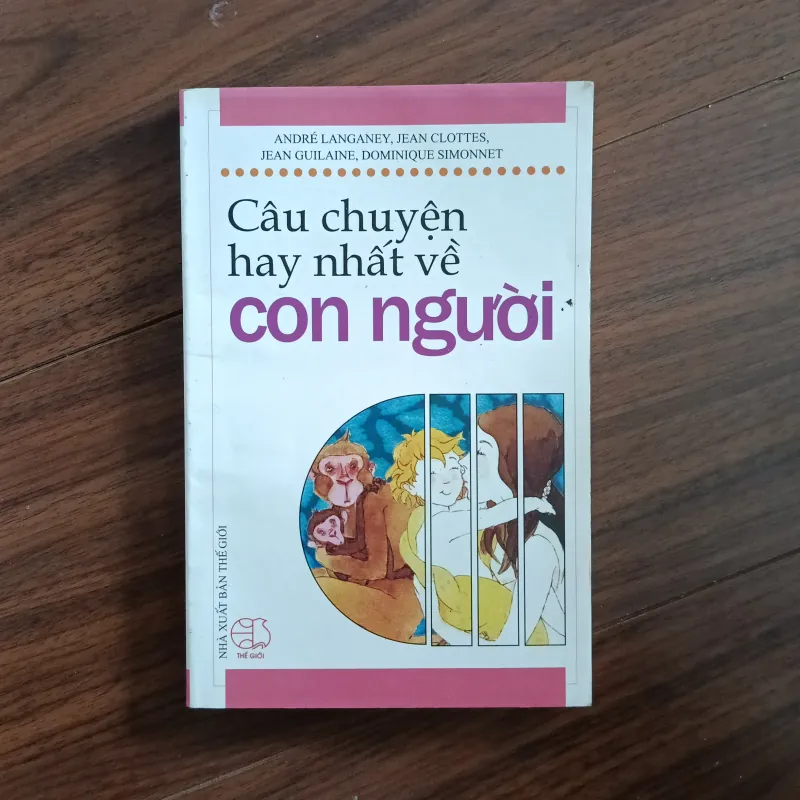 ANDRÉ LANGANEY, JEAN CLOTTES,
JEAN GUILAINE, DOMINIQUE SIMONNET
Câu chuyện
hay nhất về
con người
NHÀ XUẤT BẢN THẾ GIỚI
THẾ GIỚI